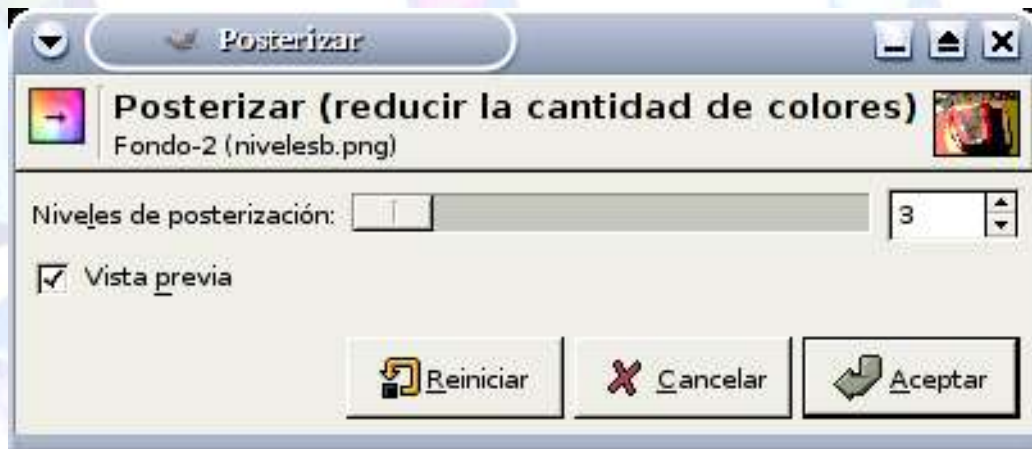 Posterizar
Posterizar (reducir la cantidad de colores)
Fondo-2 (nivelesb.png)
Niveles de posterización: 3
Vista previa
Reiniciar Cancelar Aceptar